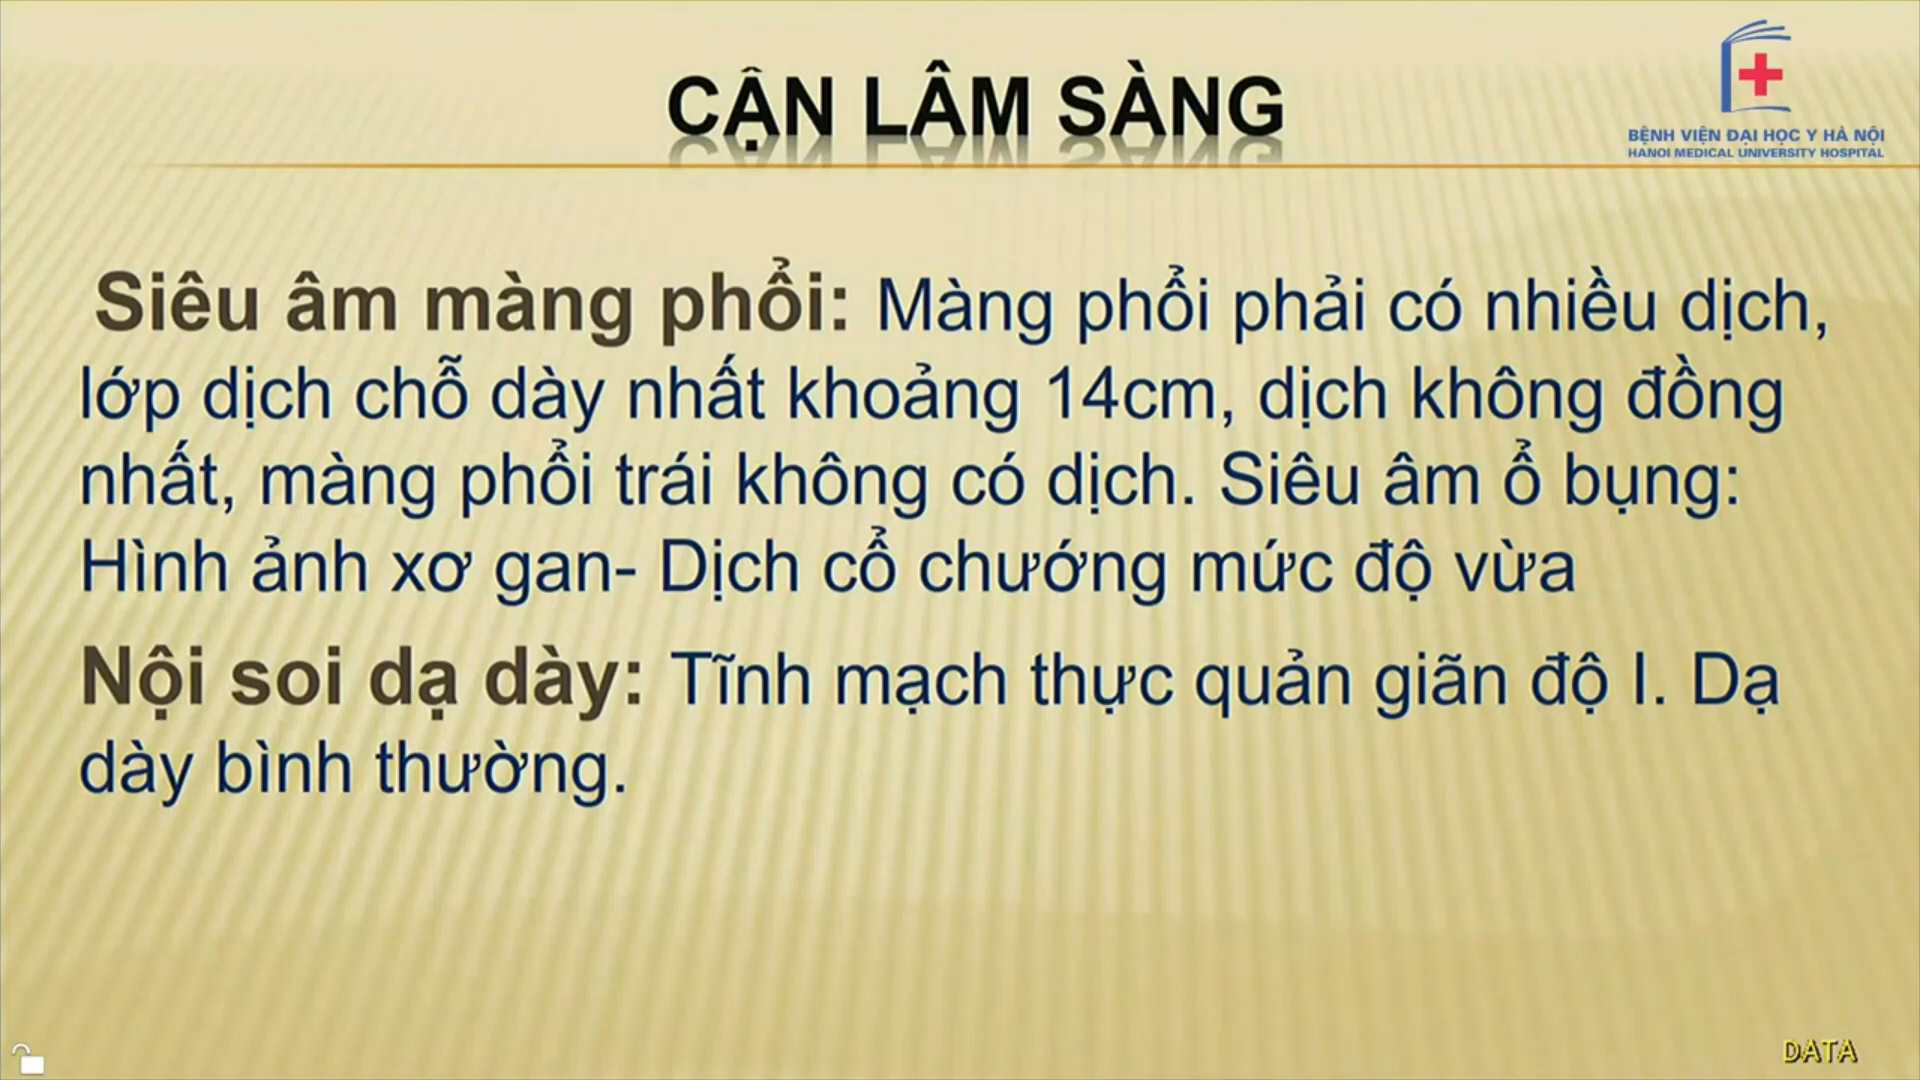 CẬN LÂM SÀNG
BỆNH VIỆN ĐẠI HỌC Y HÀ NỘI
HANOI MEDICAL UNIVERSITY HOSPITAL
Siêu âm màng phổi: Màng phổi phải có nhiều dịch,
lớp dịch chỗ dày nhất khoảng 14cm, dịch không đồng
nhất, màng phổi trái không có dịch. Siêu âm ổ bụng:
Hình ảnh xơ gan- Dịch cổ chướng mức độ vừa
Nội soi dạ dày: Tĩnh mạch thực quản giãn độ I. Dạ
dày bình thường.
DATA